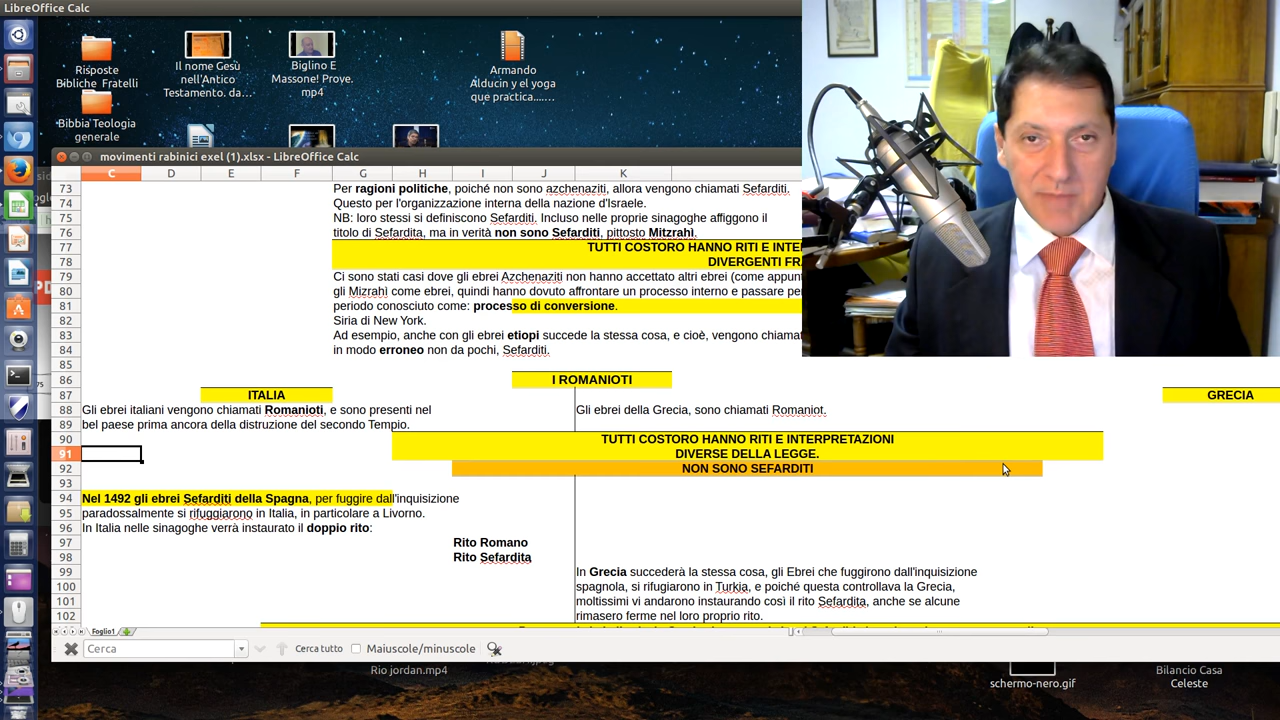 LibreOffice Calc
Risposte
Bibliche_Fratelli
Il nome Gesù
nell'Antico
Testamento. da…
Biglino E
Massone! Prove.
mp4
Armando
Alducin y el yoga
que practica.…...
Bibbia Teologia
generale
movimenti rabinici exel (1).xlsx - LibreOffice Calc
C D E F G H I J K
73 Per ragioni politiche, poiché non sono azchenaziti, allora vengono chiamati Sefarditi.
74 Questo per l'organizzazione interna della nazione d'Israele.
75 NB: loro stessi si definiscono Sefarditi. Incluso nelle proprie sinagoghe affiggono il
76 titolo di Sefardita, ma in verità non sono Sefarditi, pittosto Mitzrahì.
77 TUTTI COSTORO HANNO RITI E INTER
78 DIVERGENTI FR
79 Ci sono stati casi dove gli ebrei Azchenaziti non hanno accettato altri ebrei (come appunt
80 gli Mizrahì come ebrei, quindi hanno dovuto affrontare un processo interno e passare per
81 periodo conosciuto come: processo di conversione.
82 Siria di New York.
83 Ad esempio, anche con gli ebrei etiopi succede la stessa cosa, e cioè, vengono chiamat
84 in modo erroneo non da pochi, Sefarditi.
85
86 I ROMANIOTI
87 ITALIA GRECIA
88 Gli ebrei italiani vengono chiamati Romanioti, e sono presenti nel Gli ebrei della Grecia, sono chiamati Romaniot.
89 bel paese prima ancora della distruzione del secondo Tempio.
90 TUTTI COSTORO HANNO RITI E INTERPRETAZIONI
91 DIVERSE DELLA LEGGE.
92 NON SONO SEFARDITI
93
94 Nel 1492 gli ebrei Sefarditi della Spagna, per fuggire dall'inquisizione
95 paradossalmente si rifuggiarono in Italia, in particolare a Livorno.
96 In Italia nelle sinagoghe verrà instaurato il doppio rito:
97 Rito Romano
98 Rito Sefardita
99 In Grecia succederà la stessa cosa, gli Ebrei che fuggirono dall'inquisizione
100 spagnola, si rifugiarono in Turkia, e poiché questa controllava la Grecia,
101 moltissimi vi andarono instaurando così il rito Sefardita, anche se alcune
102 rimasero ferme nel loro proprio rito.
Foglio1
Cerca Cerca tutto Maiuscole/minuscole
Rio jordan.mp4
schermo-nero.gif
Bilancio Casa
Celeste